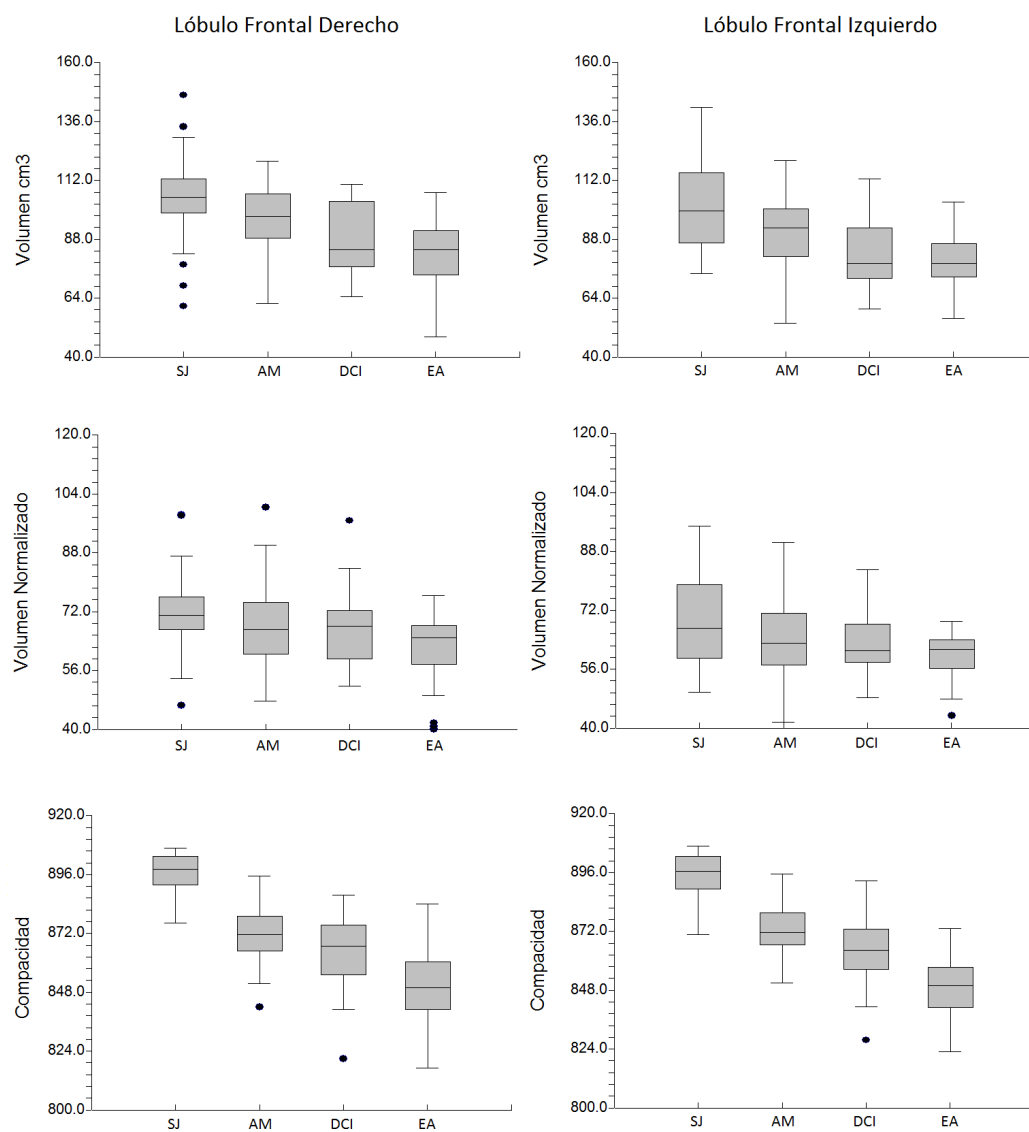 Lóbulo Frontal Derecho
Lóbulo Frontal Izquierdo
Volumen cm3
160.0
136.0
112.0
88.0
64.0
40.0
SJ AM DCI EA
Volumen cm3
160.0
136.0
112.0
88.0
64.0
40.0
SJ AM DCI EA
Volumen Normalizado
120.0
104.0
88.0
72.0
56.0
40.0
SJ AM DCI EA
Volumen Normalizado
120.0
104.0
88.0
72.0
56.0
40.0
SJ AM DCI EA
Compacidad
920.0
896.0
872.0
848.0
824.0
800.0
SJ AM DCI EA
Compacidad
920.0
896.0
872.0
848.0
824.0
800.0
SJ AM DCI EA